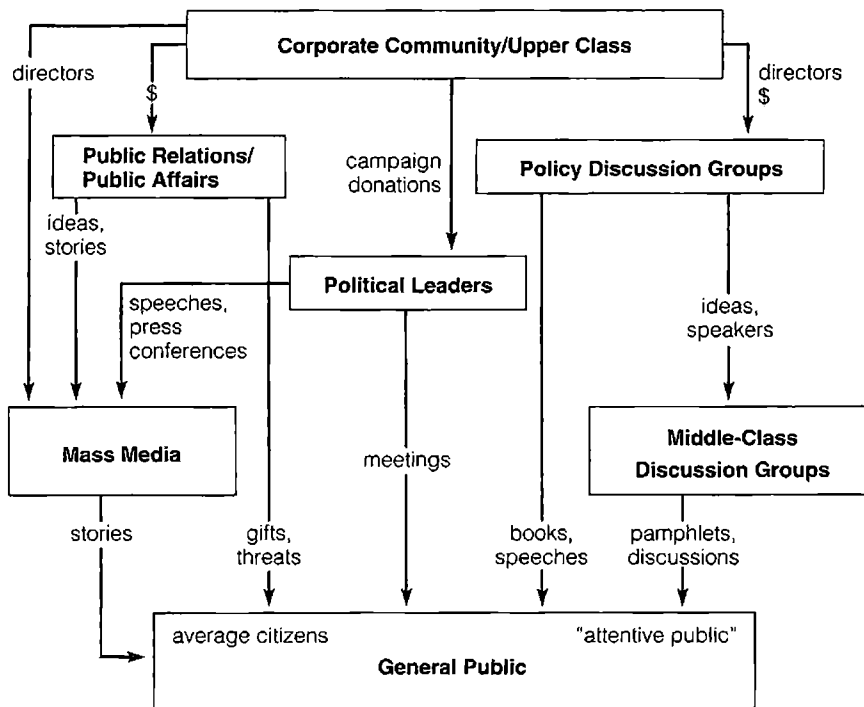 Corporate Community/Upper Class
directors
$
directors
$
Public Relations/
Public Affairs
campaign
donations
Policy Discussion Groups
ideas,
stories
Political Leaders
speeches,
press
conferences
ideas,
speakers
Mass Media
Middle-Class
Discussion Groups
meetings
stories
gifts,
threats
books,
speeches
pamphlets,
discussions
average citizens
"attentive public"
General Public